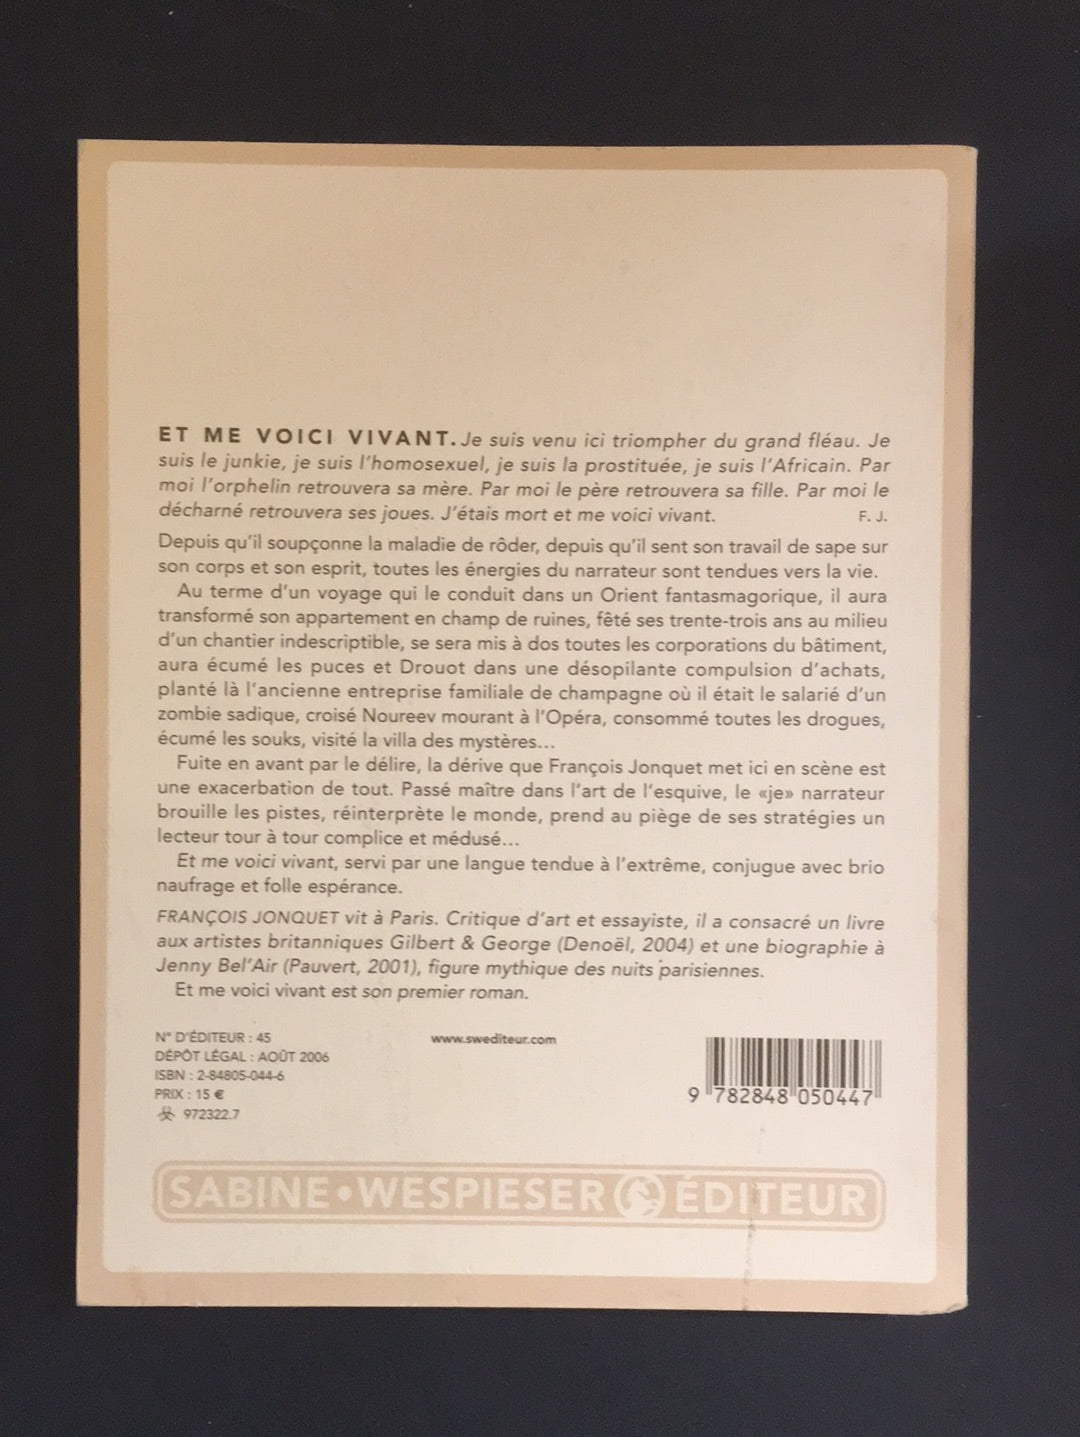 ET ME VOICI VIVANT. Je suis venu ici triompher du grand fléau. Je
suis le junkie, je suis l'homosexuel, je suis la prostituée, je suis l'Africain. Par
moi l'orphelin retrouvera sa mère. Par moi le père retrouvera sa fille. Par moi le
décharné retrouvera ses joues. J'étais mort et me voici vivant. F. J.
Depuis qu'il soupçonne la maladie de rôder, depuis qu'il sent son travail de sape sur
son corps et son esprit, toutes les énergies du narrateur sont tendues vers la vie.
Au terme d'un voyage qui le conduit dans un Orient fantasmagorique, il aura
transformé son appartement en champ de ruines, fêté ses trente-trois ans au milieu
d'un chantier indescriptible, se sera mis à dos toutes les corporations du bâtiment,
aura écumé les puces et Drouot dans une désopilante compulsion d'achats,
planté là l'ancienne entreprise familiale de champagne où il était le salarié d'un
zombie sadique, croisé Noureev mourant à l'Opéra, consommé toutes les drogues,
écumé les souks, visité la villa des mystères...
Fuite en avant par le délire, la dérive que François Jonquet met ici en scène est
une exacerbation de tout. Passé maître dans l'art de l'esquive, le «je» narrateur
brouille les pistes, réinterprète le monde, prend au piège de ses stratégies un
lecteur tour à tour complice et médusé...
Et me voici vivant, servi par une langue tendue à l'extrême, conjugue avec brio
naufrage et folle espérance.
FRANÇOIS JONQUET vit à Paris. Critique d'art et essayiste, il a consacré un livre
aux artistes britanniques Gilbert & George (Denoël, 2004) et une biographie à
Jenny Bel'Air (Pauvert, 2001), figure mythique des nuits parisiennes.
Et me voici vivant est son premier roman.
N° D'ÉDITEUR : 45
DÉPÔT LÉGAL : AOÛT 2006
ISBN : 2-84805-044-6
PRIX : 15 €
972322.7
www.swediteur.com
9 782848 050447
SABINE•WESPIESER ÉDITEUR